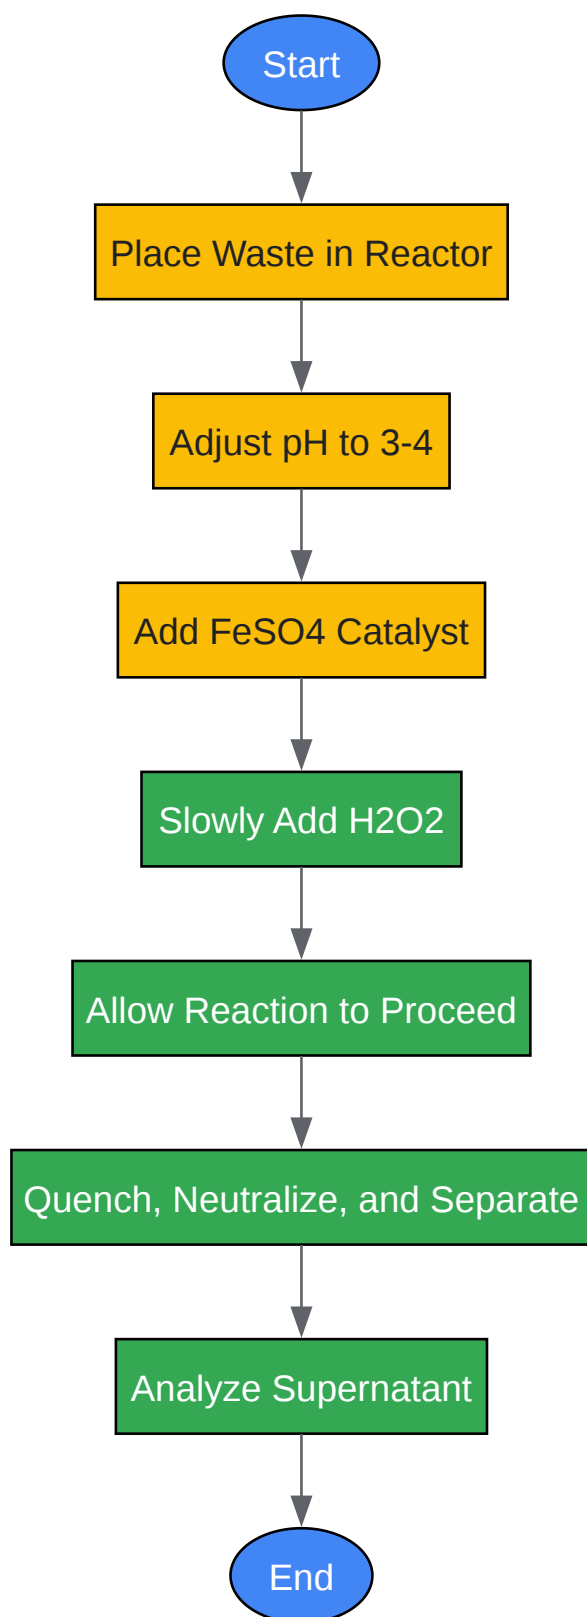 Start
Place Waste in Reactor
Adjust pH to 3-4
Add FeSO4 Catalyst
Slowly Add H2O2
Allow Reaction to Proceed
Quench, Neutralize, and Separate
Analyze Supernatant
End